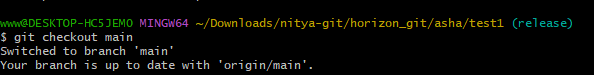 www@DESKTOP-HC5JEMO MINGW64 ~/Downloads/nitya-git/horizon_git/asha/test1 (release)
$ git checkout main
Switched to branch 'main'
Your branch is up to date with 'origin/main'.